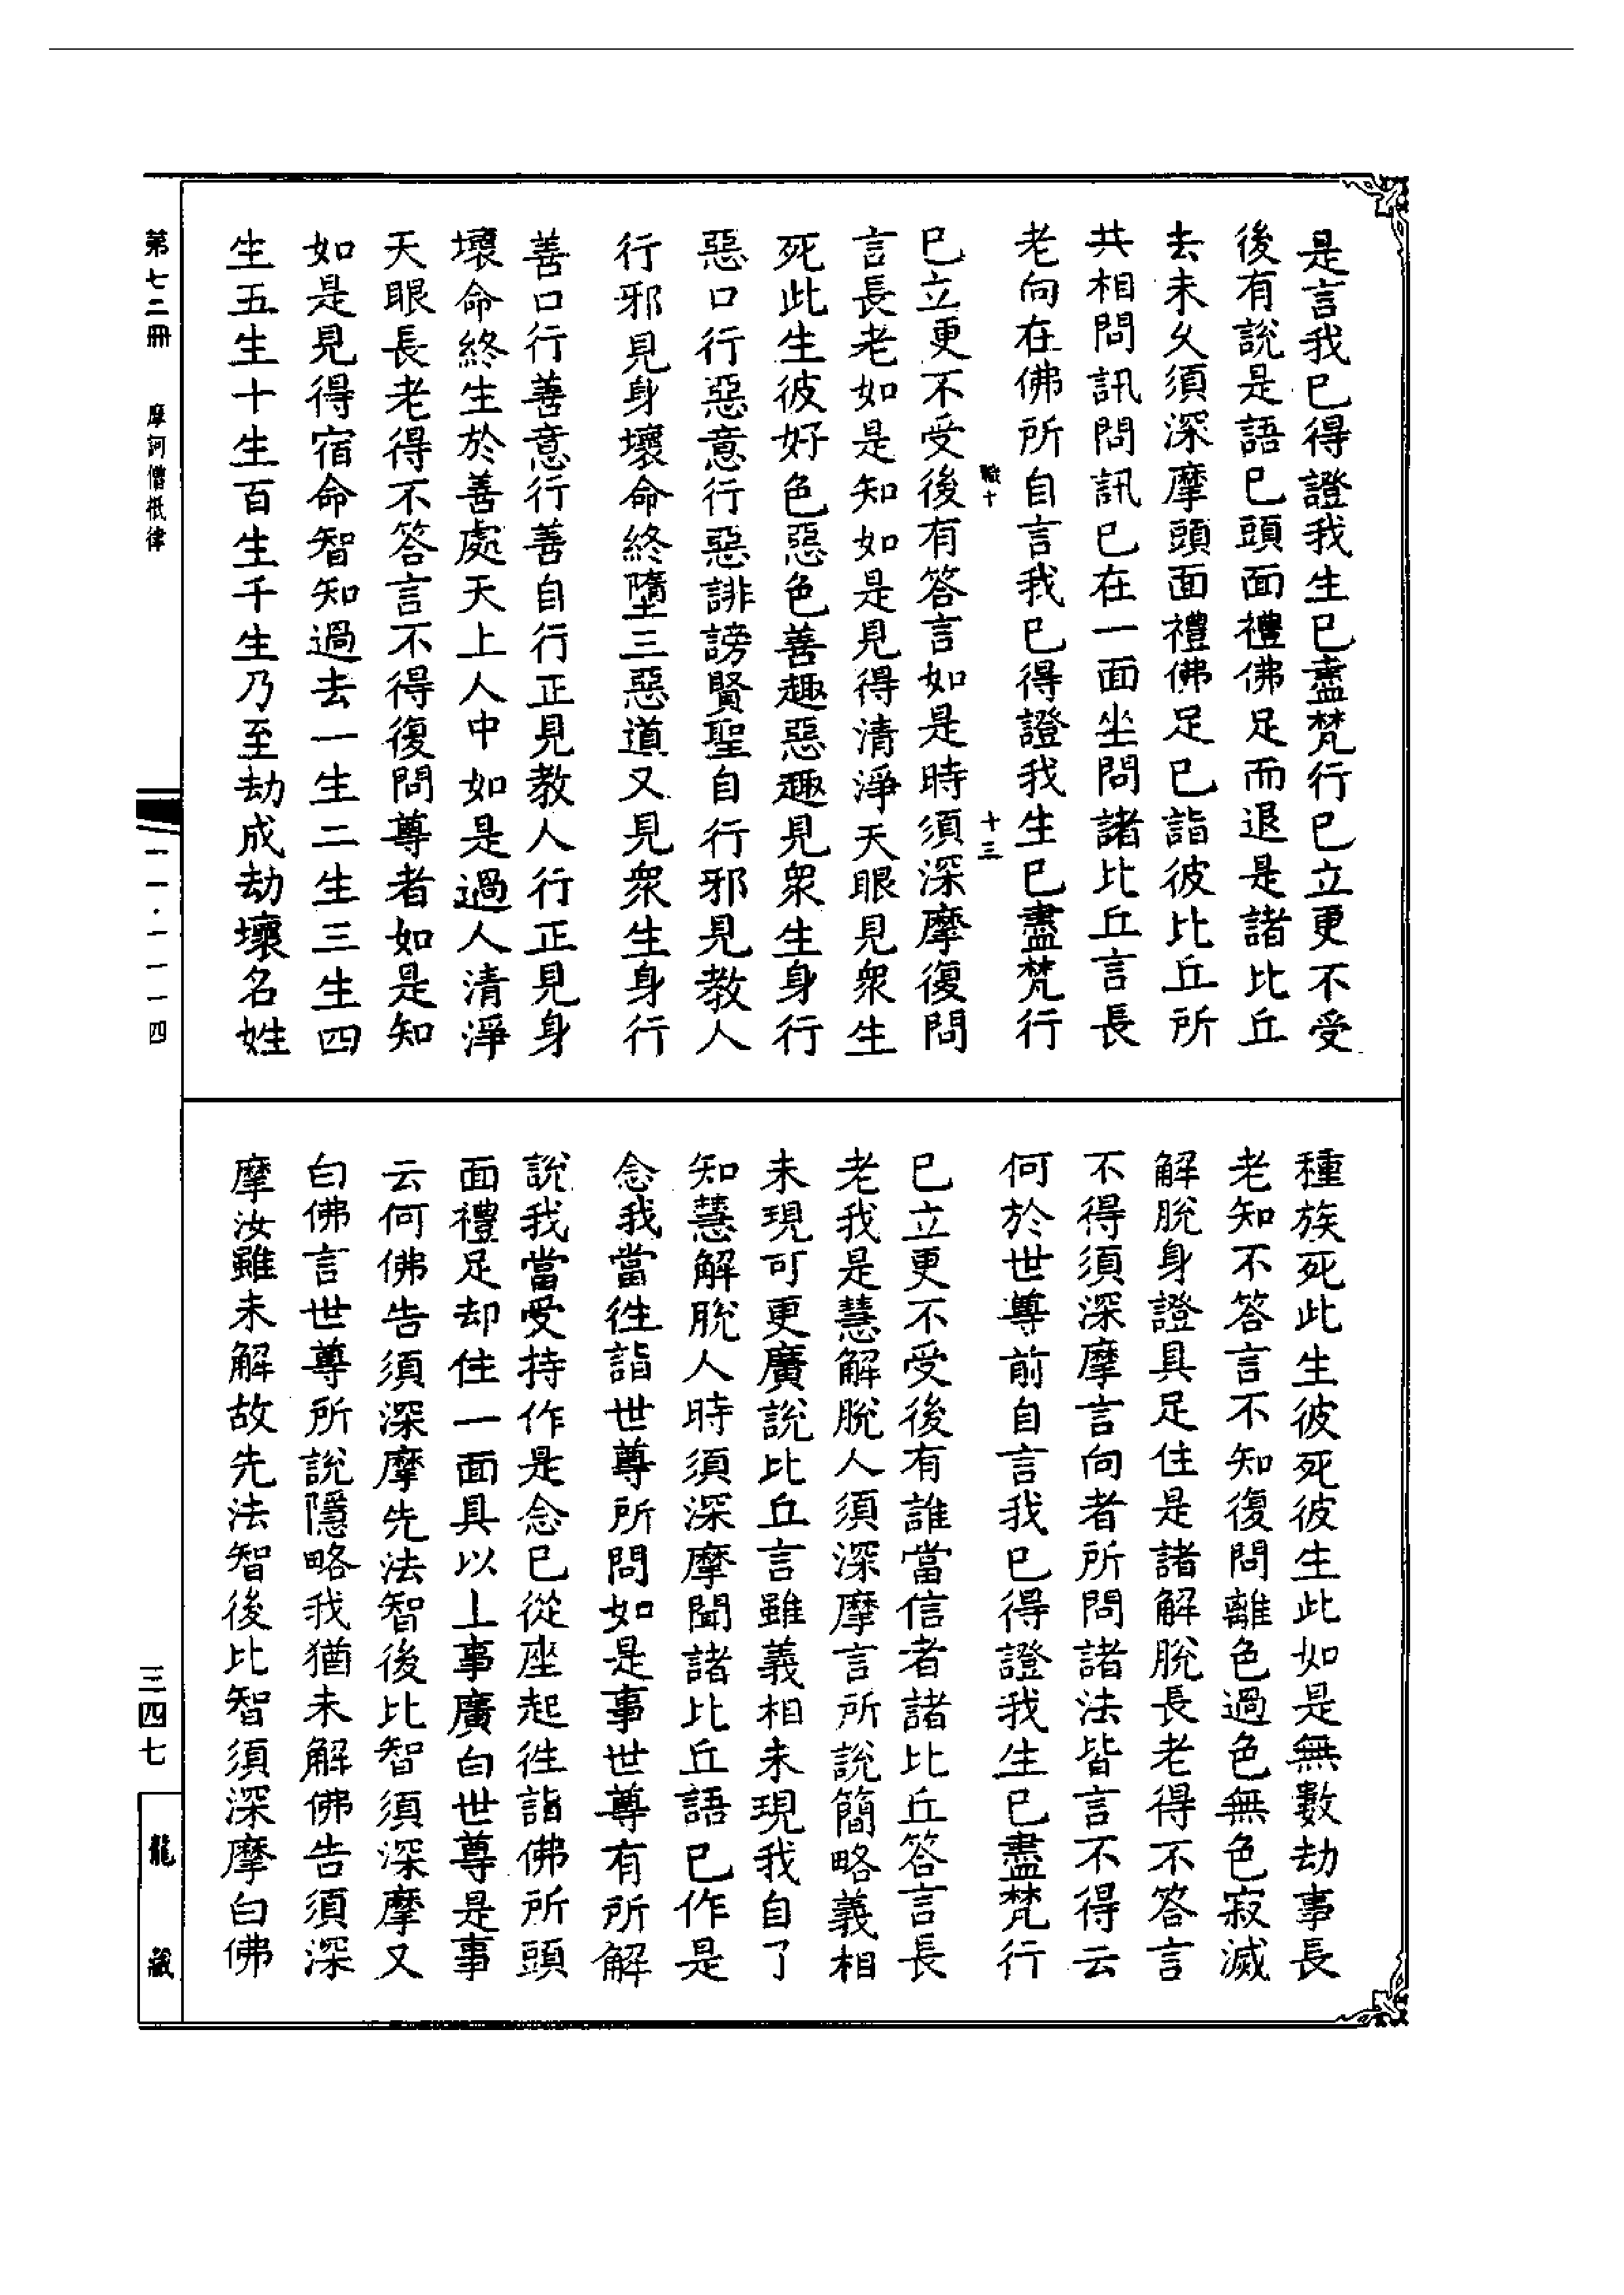 是言我已得證我生已盡梵行已立更不受
後有說是語已頭面禮佛足而退是諸比丘
去未久須深摩頭面禮佛足已詣彼比丘所
共相問訊問訊已在一面坐問諸比丘言長
老向在佛所自言我已得證我生已盡梵行
職十 十三
已立更不受後有答言如是時須深摩復問
言長老如是知如是見得清淨天眼見衆生
死此生彼好色惡色善趣惡趣見衆生身行
惡口行惡意行惡誹謗賢聖自行邪見教人
行邪見身壞命終墮三惡道又見衆生身行
善口行善意行善自行正見教人行正見身
壞命終生於善處天上人中如是過人清淨
天眼長老得不答言不得復問尊者如是知
如是見得宿命智知過去一生二生三生四
生五生十生百生千生乃至劫成劫壞名姓
種族死此生彼死彼生此如是無數劫事長
老知不答言不知復問離色過色無色寂滅
解脫身證具足住是諸解脫長老得不答言
不得須深摩言向者所問諸法皆言不得云
何於世尊前自言我已得證我生已盡梵行
已立更不受後有誰當信者諸比丘答言長
老我是慧解脫人須深摩言所說簡略義相
未現可更廣說比丘言雖義相未現我自了
知慧解脫人時須深摩聞諸比丘語已作是
念我當往詣世尊所問如是事世尊有所解
說我當受持作是念已從座起往詣佛所頭
面禮足却住一面具以上事廣白世尊是事
云何佛告須深摩先法智後比智須深摩又
白佛言世尊所說隱略我猶未解佛告須深
摩汝雖未解故先法智後比智須深摩白佛
第七二冊 摩訶僧祇律
一一·一一一四
三四七
龍藏